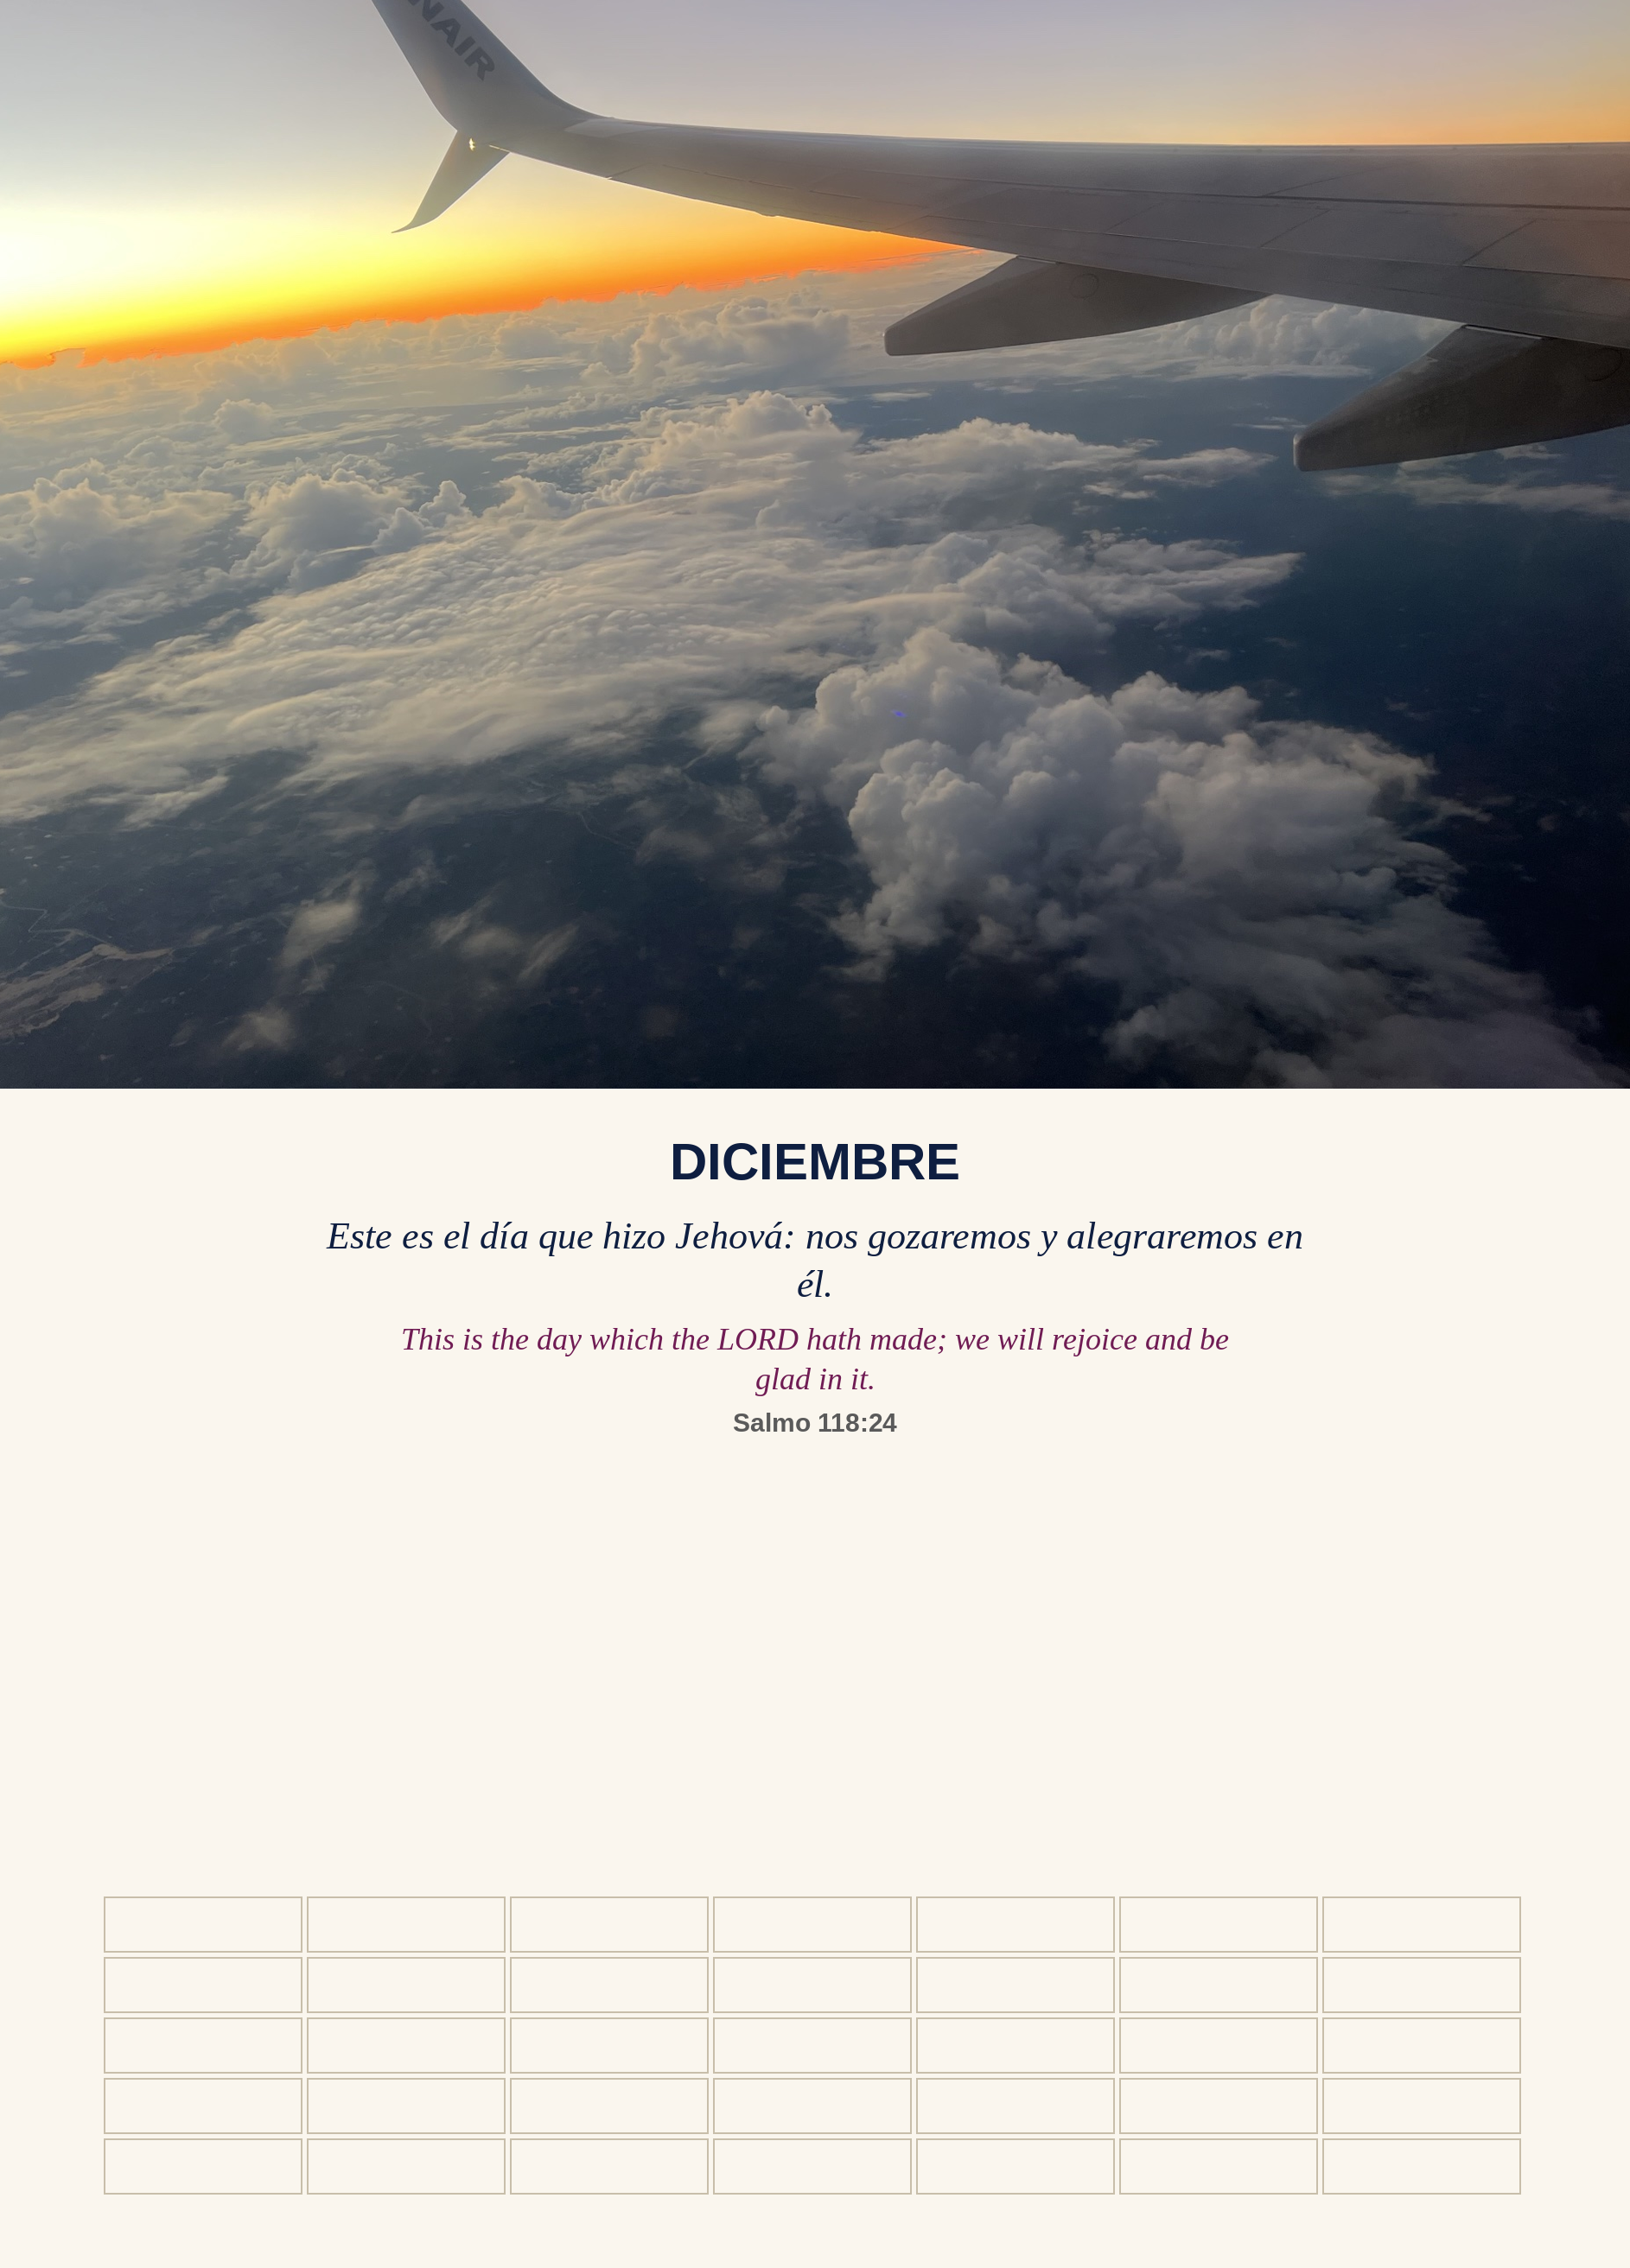 NAIR
DICIEMBRE
Este es el día que hizo Jehová: nos gozaremos y alegraremos en
él.
This is the day which the LORD hath made; we will rejoice and be
glad in it.
Salmo 118:24